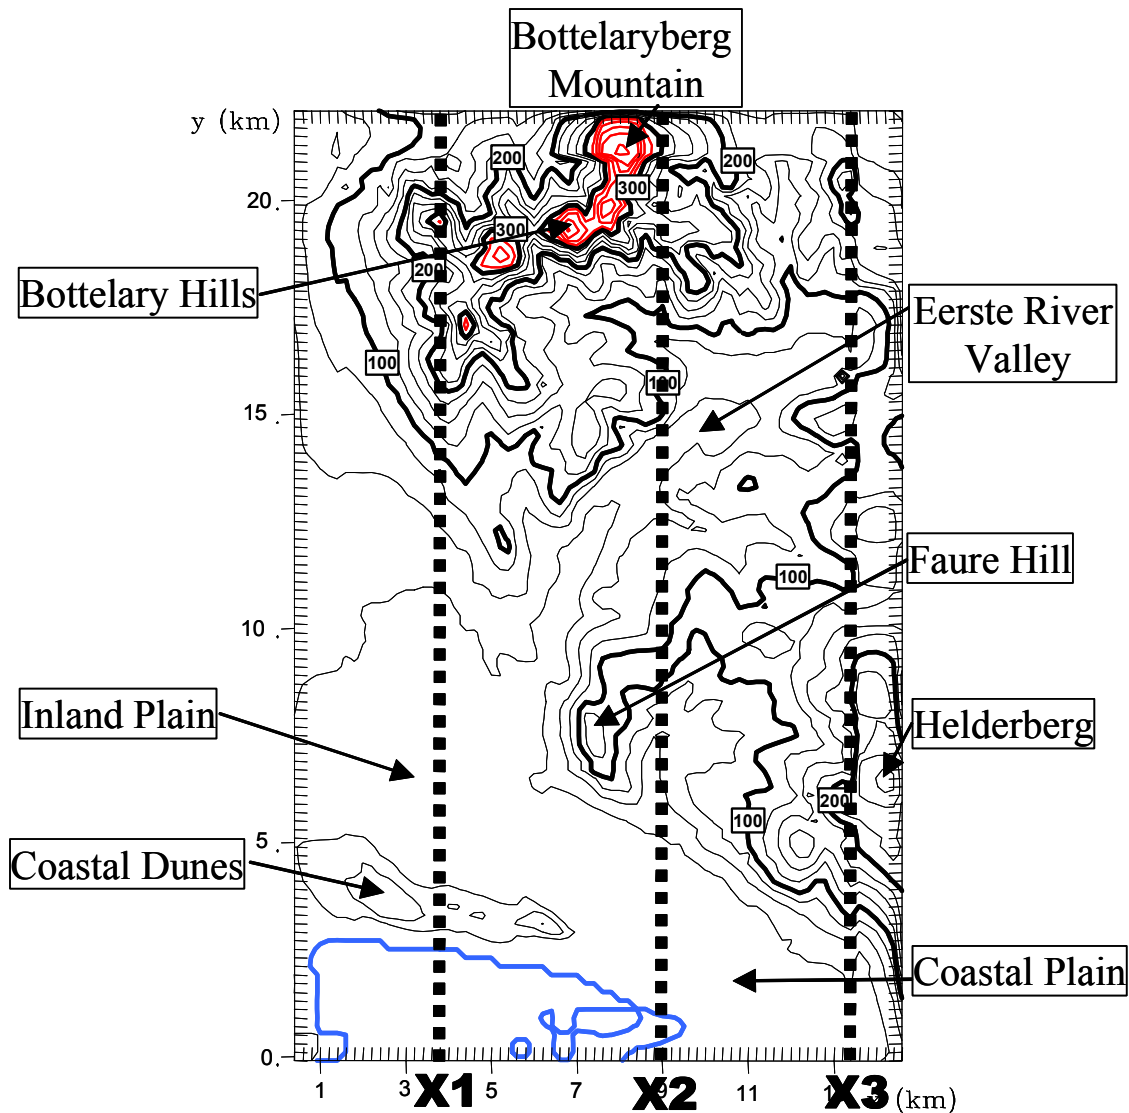 Bottelaryberg
Mountain
y (km)
200
200
20.
300
300
200
Bottelary Hills
Eerste River
Valley
100
100
15.
Faure Hill
100
10.
Inland Plain
Helderberg
200
100
5.
Coastal Dunes
Coastal Plain
0.
1
3
X1
5
7
9
X2
11
X3
(km)